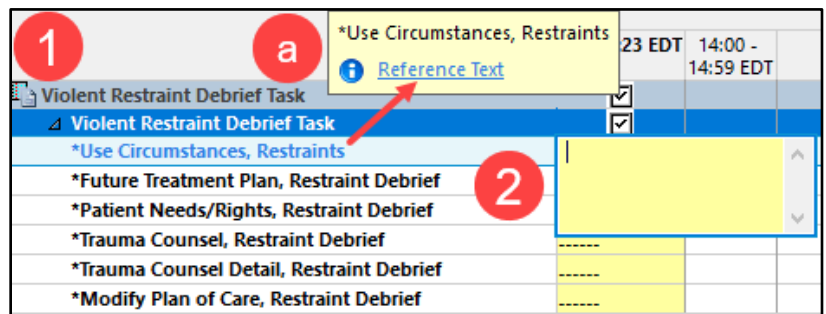 1
a
*Use Circumstances, Restraints
Reference Text
:23 EDT
14:00 -
14:59 EDT
Violent Restraint Debrief Task
Violent Restraint Debrief Task
*Use Circumstances, Restraints
*Future Treatment Plan, Restraint Debrief
2
*Patient Needs/Rights, Restraint Debrief
*Trauma Counsel, Restraint Debrief
------
*Trauma Counsel Detail, Restraint Debrief
------
*Modify Plan of Care, Restraint Debrief
------